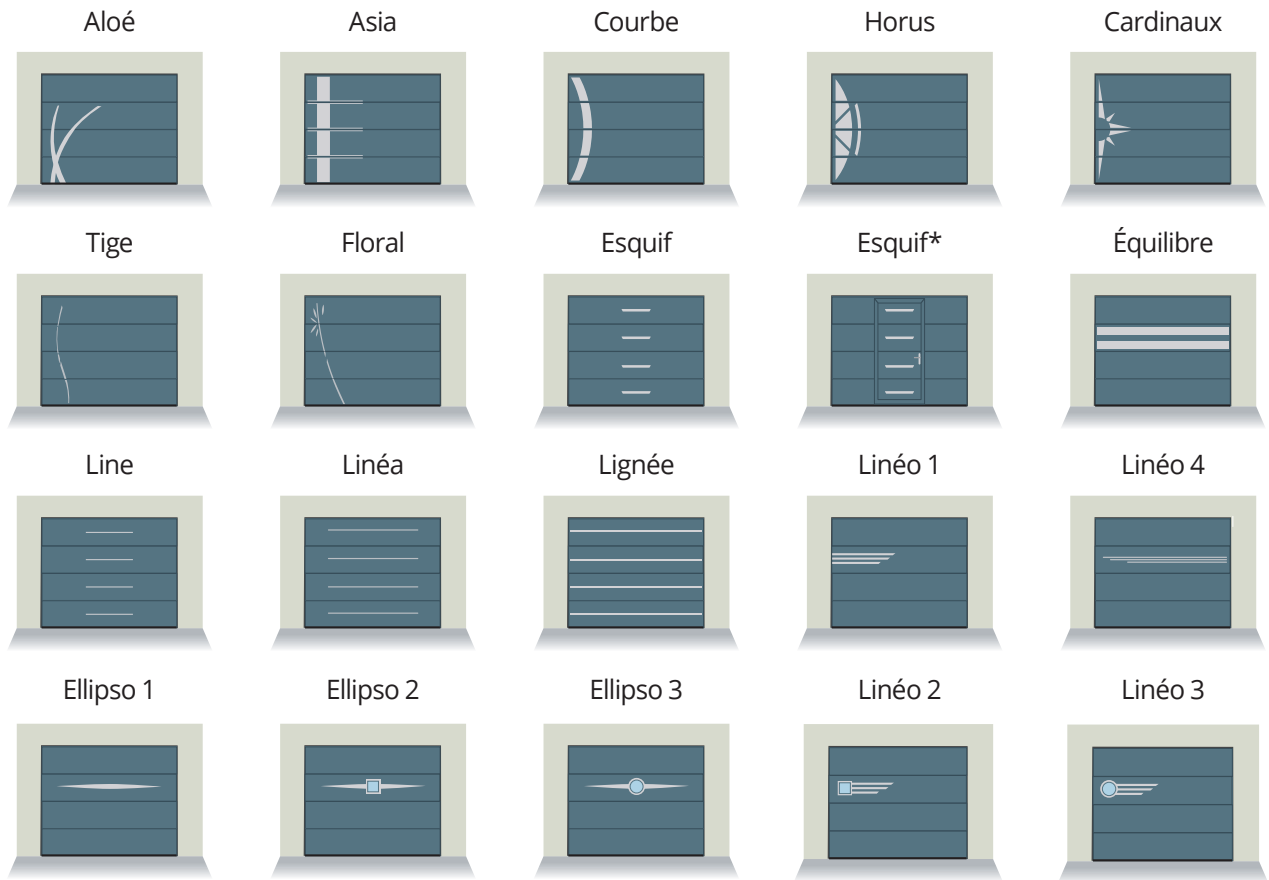 Aloé Asia Courbe Horus Cardinaux
Tige Floral Esquif Esquif* Équilibre
Line Linéa Lignée Linéo 1 Linéo 4
Ellipso 1 Ellipso 2 Ellipso 3 Linéo 2 Linéo 3